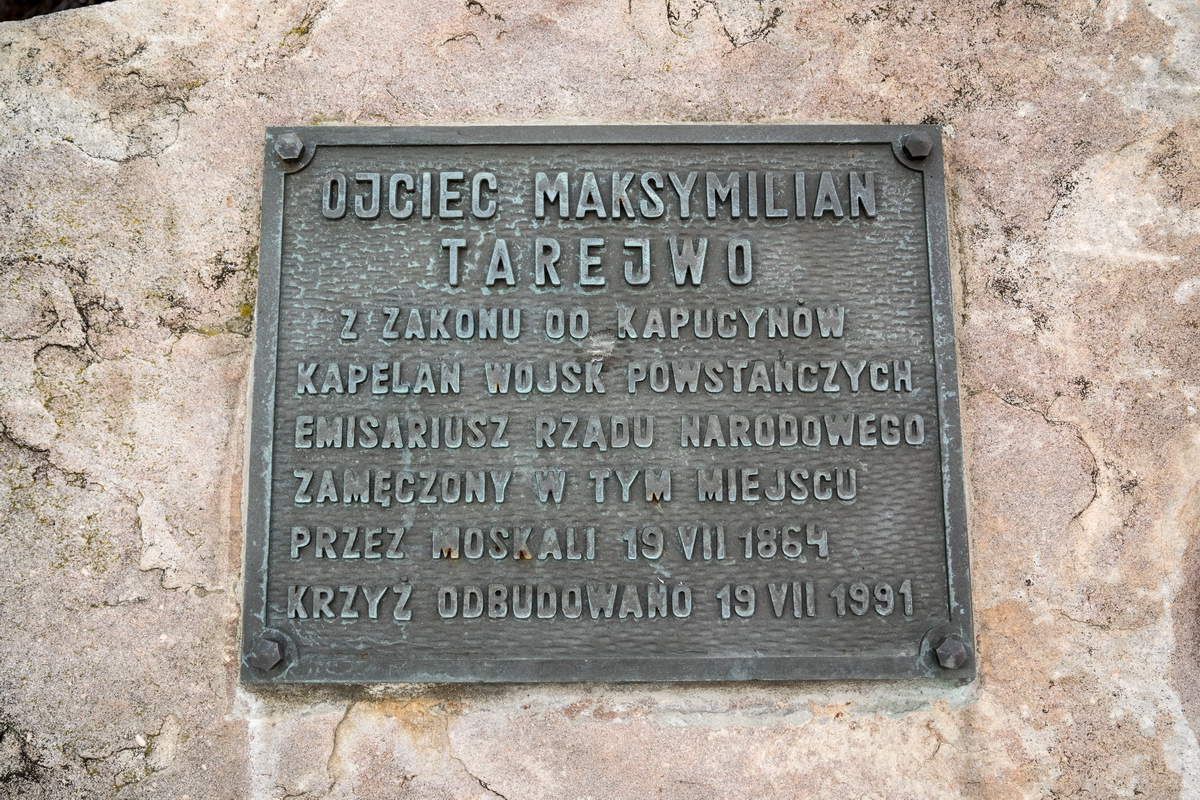 OJCIEC MAKSYMILIAN
TAREJWO
Z ZAKONU OO KAPUCYNÓW
KAPELAN WOJSK POWSTAŃCZYCH
EMISARIUSZ RZĄDU NARODOWEGO
ZAMĘCZONY W TYM MIEJSCU
PRZEZ MOSKALI 19 VII 1864
KRZYŻ ODBUDOWANO 19 VII 1991